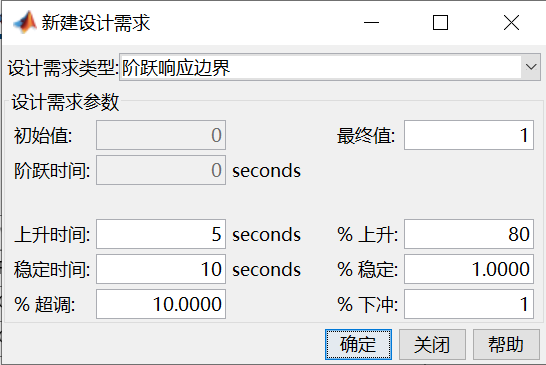 新建设计需求
设计需求类型: 阶跃响应边界
设计需求参数
初始值: 0 最终值: 1
阶跃时间: 0 seconds
上升时间: 5 seconds % 上升: 80
稳定时间: 10 seconds % 稳定: 1.0000
% 超调: 10.0000 % 下冲: 1
确定 关闭 帮助